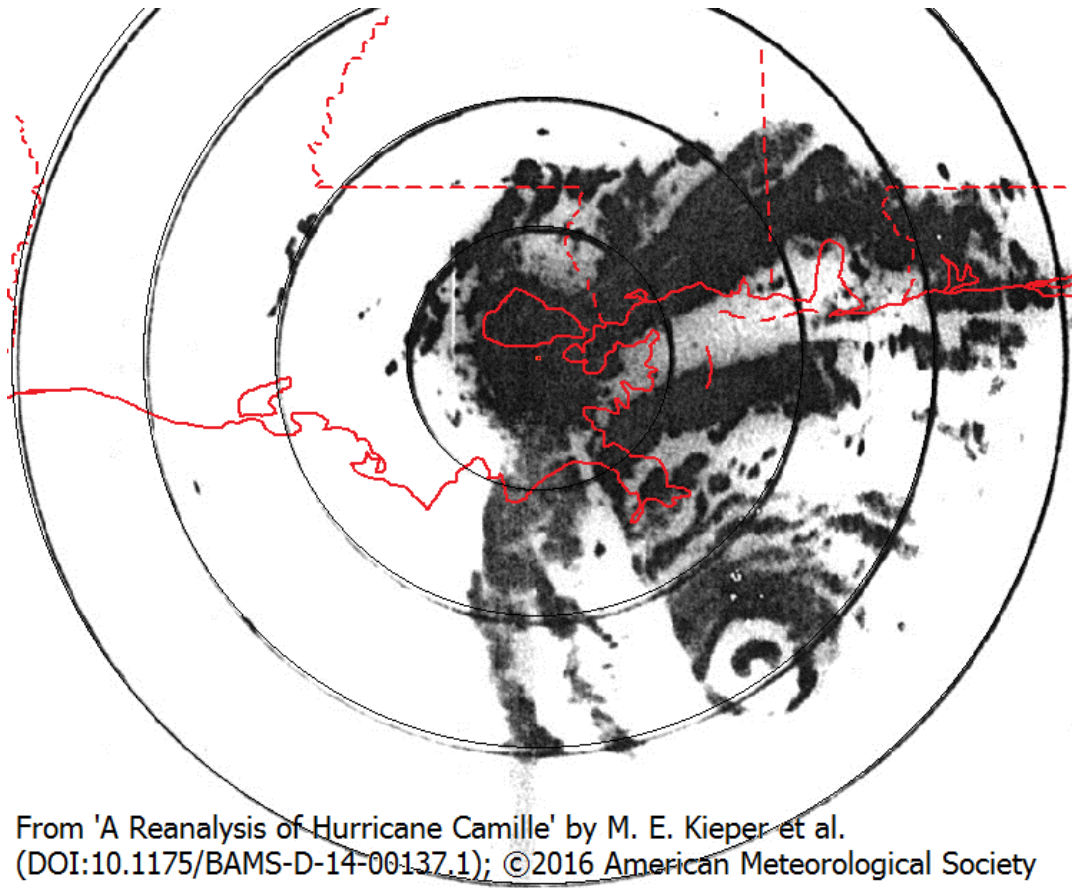 From 'A Reanalysis of Hurricane Camille' by M. E. Kieper et al.
(DOI:10.1175/BAMS-D-14-00137.1); ©2016 American Meteorological Society